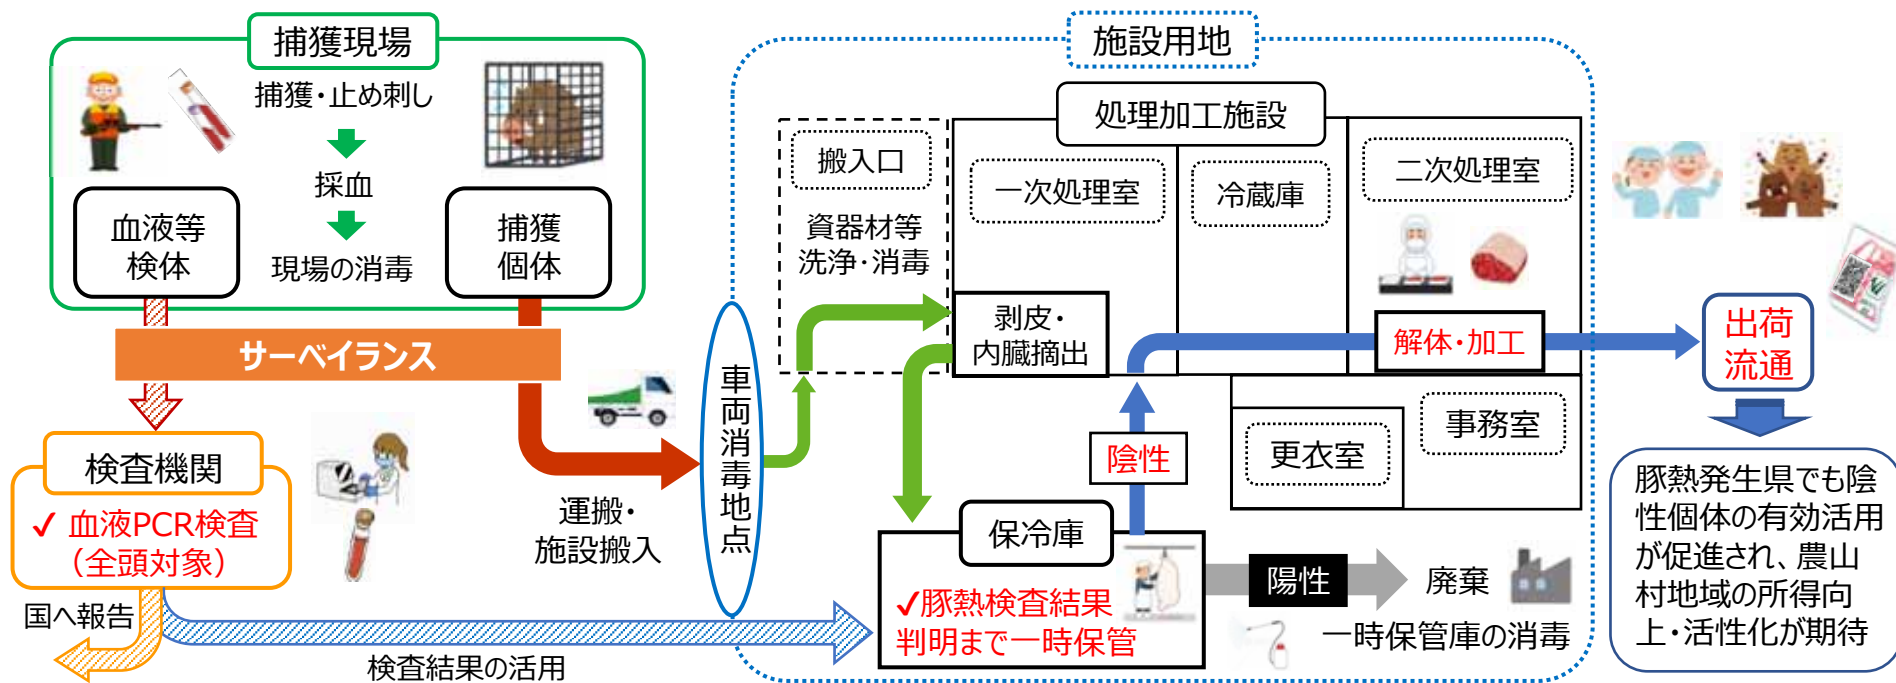 捕獲現場
捕獲・止め刺し
採血
現場の消毒
血液等
検体
捕獲
個体
サーベイランス
検査機関
✓ 血液PCR検査
（全頭対象）
国へ報告
検査結果の活用
運搬・
施設搬入
車両消毒地点
施設用地
処理加工施設
搬入口
資器材等
洗浄・消毒
一次処理室
冷蔵庫
二次処理室
剥皮・
内臓摘出
解体・加工
陰性
更衣室
事務室
保冷庫
✓豚熱検査結果
判明まで一時保管
陽性
廃棄
一時保管庫の消毒
出荷
流通
豚熱発生県でも陰
性個体の有効活用
が促進され、農山
村地域の所得向
上・活性化が期待